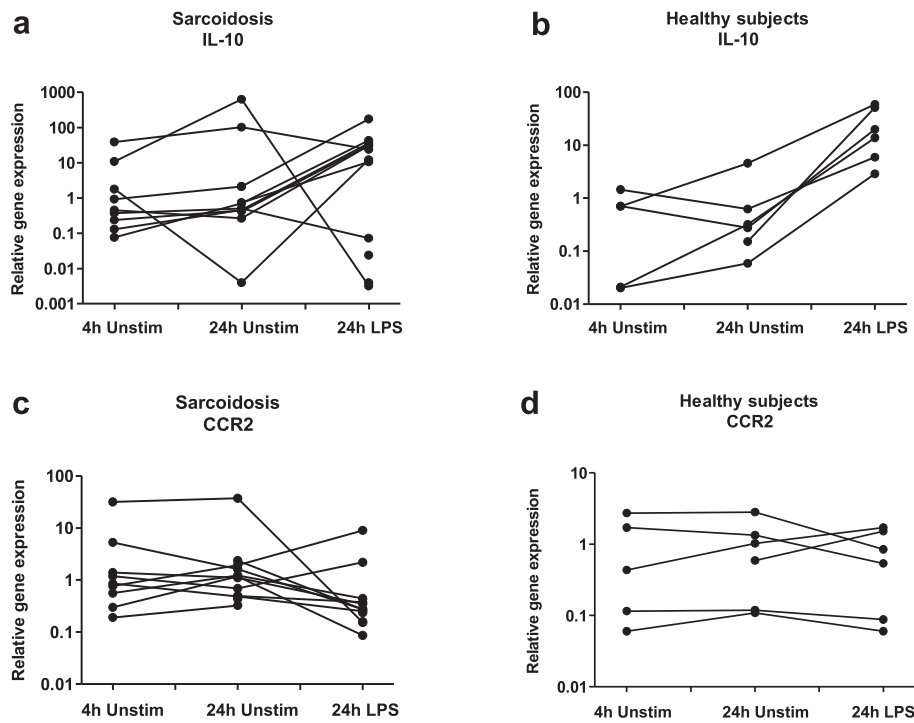 a
Sarcoidosis
IL-10
Relative gene expression
1000
100
10
1
0.1
0.01
0.001
4h Unstim 24h Unstim 24h LPS
b
Healthy subjects
IL-10
Relative gene expression
100
10
1
0.1
0.01
4h Unstim 24h Unstim 24h LPS
c
Sarcoidosis
CCR2
Relative gene expression
100
10
1
0.1
0.01
4h Unstim 24h Unstim 24h LPS
d
Healthy subjects
CCR2
Relative gene expression
10
1
0.1
0.01
4h Unstim 24h Unstim 24h LPS